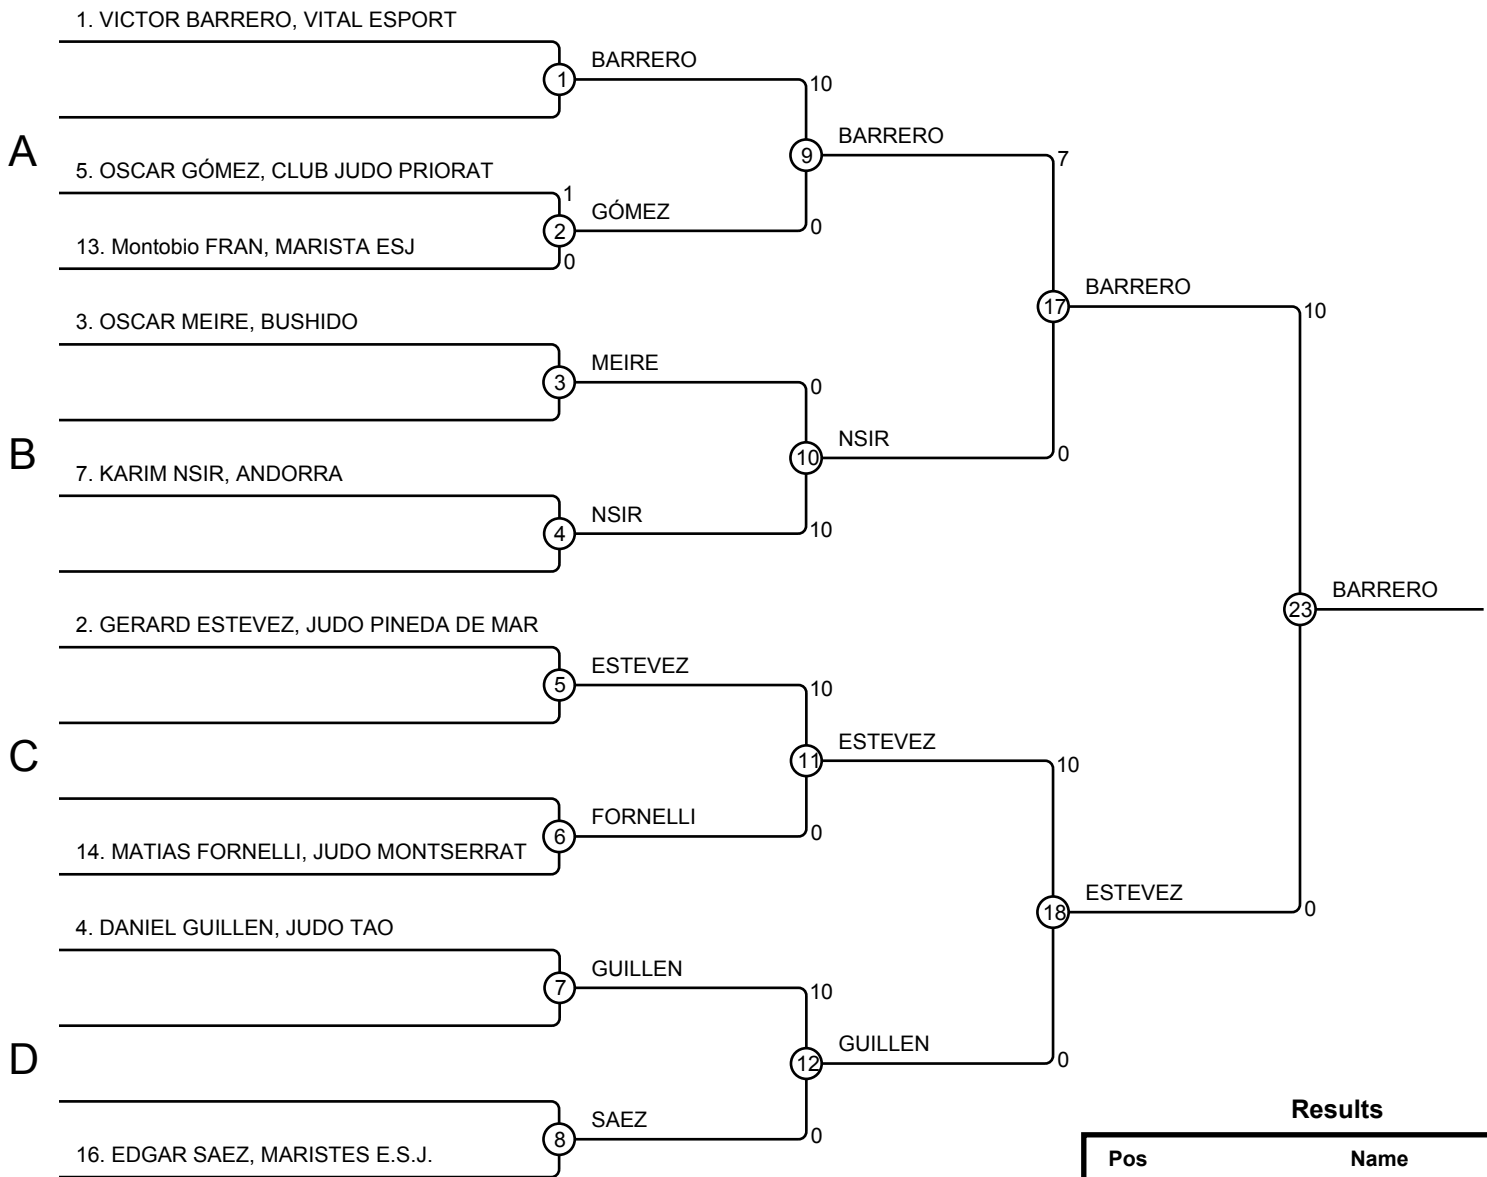 1. VICTOR BARRERO, VITAL ESPORT
1 BARRERO
10
A
9 BARRERO
7
5. OSCAR GÓMEZ, CLUB JUDO PRIORAT
1
2 GÓMEZ
0
13. Montobio FRAN, MARISTA ESJ
0
17 BARRERO
10
3. OSCAR MEIRE, BUSHIDO
3 MEIRE
0
B
10 NSIR
0
7. KARIM NSIR, ANDORRA
4 NSIR
10
23 BARRERO
2. GERARD ESTEVEZ, JUDO PINEDA DE MAR
5 ESTEVEZ
10
C
11 ESTEVEZ
10
6 FORNELLI
0
14. MATIAS FORNELLI, JUDO MONTSERRAT
18 ESTEVEZ
0
4. DANIEL GUILLEN, JUDO TAO
7 GUILLEN
10
D
12 GUILLEN
0
8 SAEZ
0
16. EDGAR SAEZ, MARISTES E.S.J.
Results
Pos Name